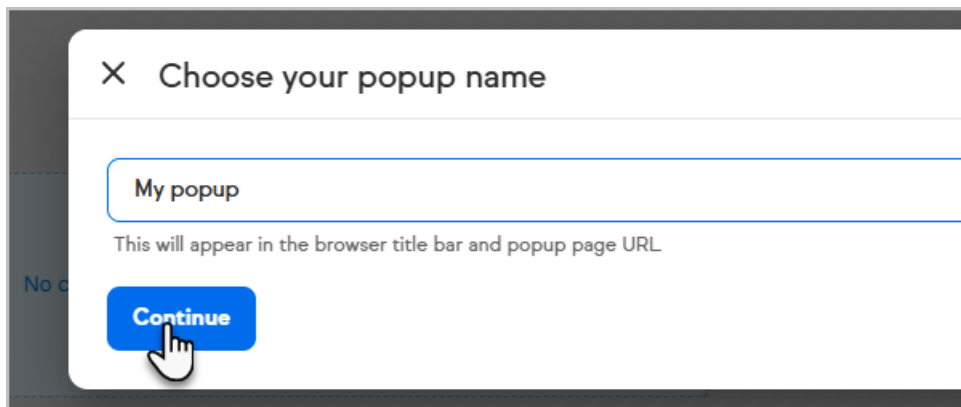 Choose your popup name
My popup
This will appear in the browser title bar and popup page URL
No
Continue